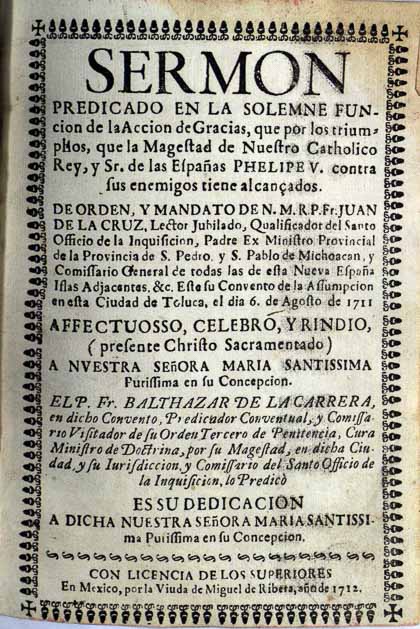 SERMON
PREDICADO EN LA SOLEMNE FUN-
cion de la Accion de Gracias, que por los trium-
phos, que la Magestad de Nuestro Catholico
Rey, y Sr. de las Españas PHELIPE V. contra
sus enemigos tiene alcançados.
DE ORDEN, Y MANDATO DE N. M. R. P. Fr. JUAN
DE LA CRUZ, Lector Jubilado, Qualificador del Santo
Officio de la Inquisicion, Padre Ex Ministro Provincial
de la Provincia de S. Pedro, y S. Pablo de Michoacan, y
Comissario General de todas las de esta Nueva España
Islas Adjacentes, &c. Este su Convento de la Assumpcion
en esta Ciudad de Toluca, el dia 6. de Agosto de 1711
AFFECTUOSSO, CELEBRO, Y RINDIO,
( presente Christo Sacramentado )
A NVESTRA SEÑORA MARIA SANTISSIMA
Purissima en su Concepcion.
EL P. Fr. BALTHAZAR DE LA CARRERA,
en dicho Convento, Predicador Conventual, y Comissa-
rio Visitador de su Orden Tercero de Penitencia, Cura
Ministro de Doctrina, por su Magestad, en dicha Ciu-
dad, y su Iurisdiccion, y Comissario del Santo Officio de
la Inquisicion, lo Predicò
ES SU DEDICACION
A DICHA NUESTRA SEÑORA MARIA SANTISSI-
ma Purissima en su Concepcion.
CON LICENCIA DE LOS SUPERIORES
En Mexico, por la Viuda de Miguel de Ribera, año de 1712.